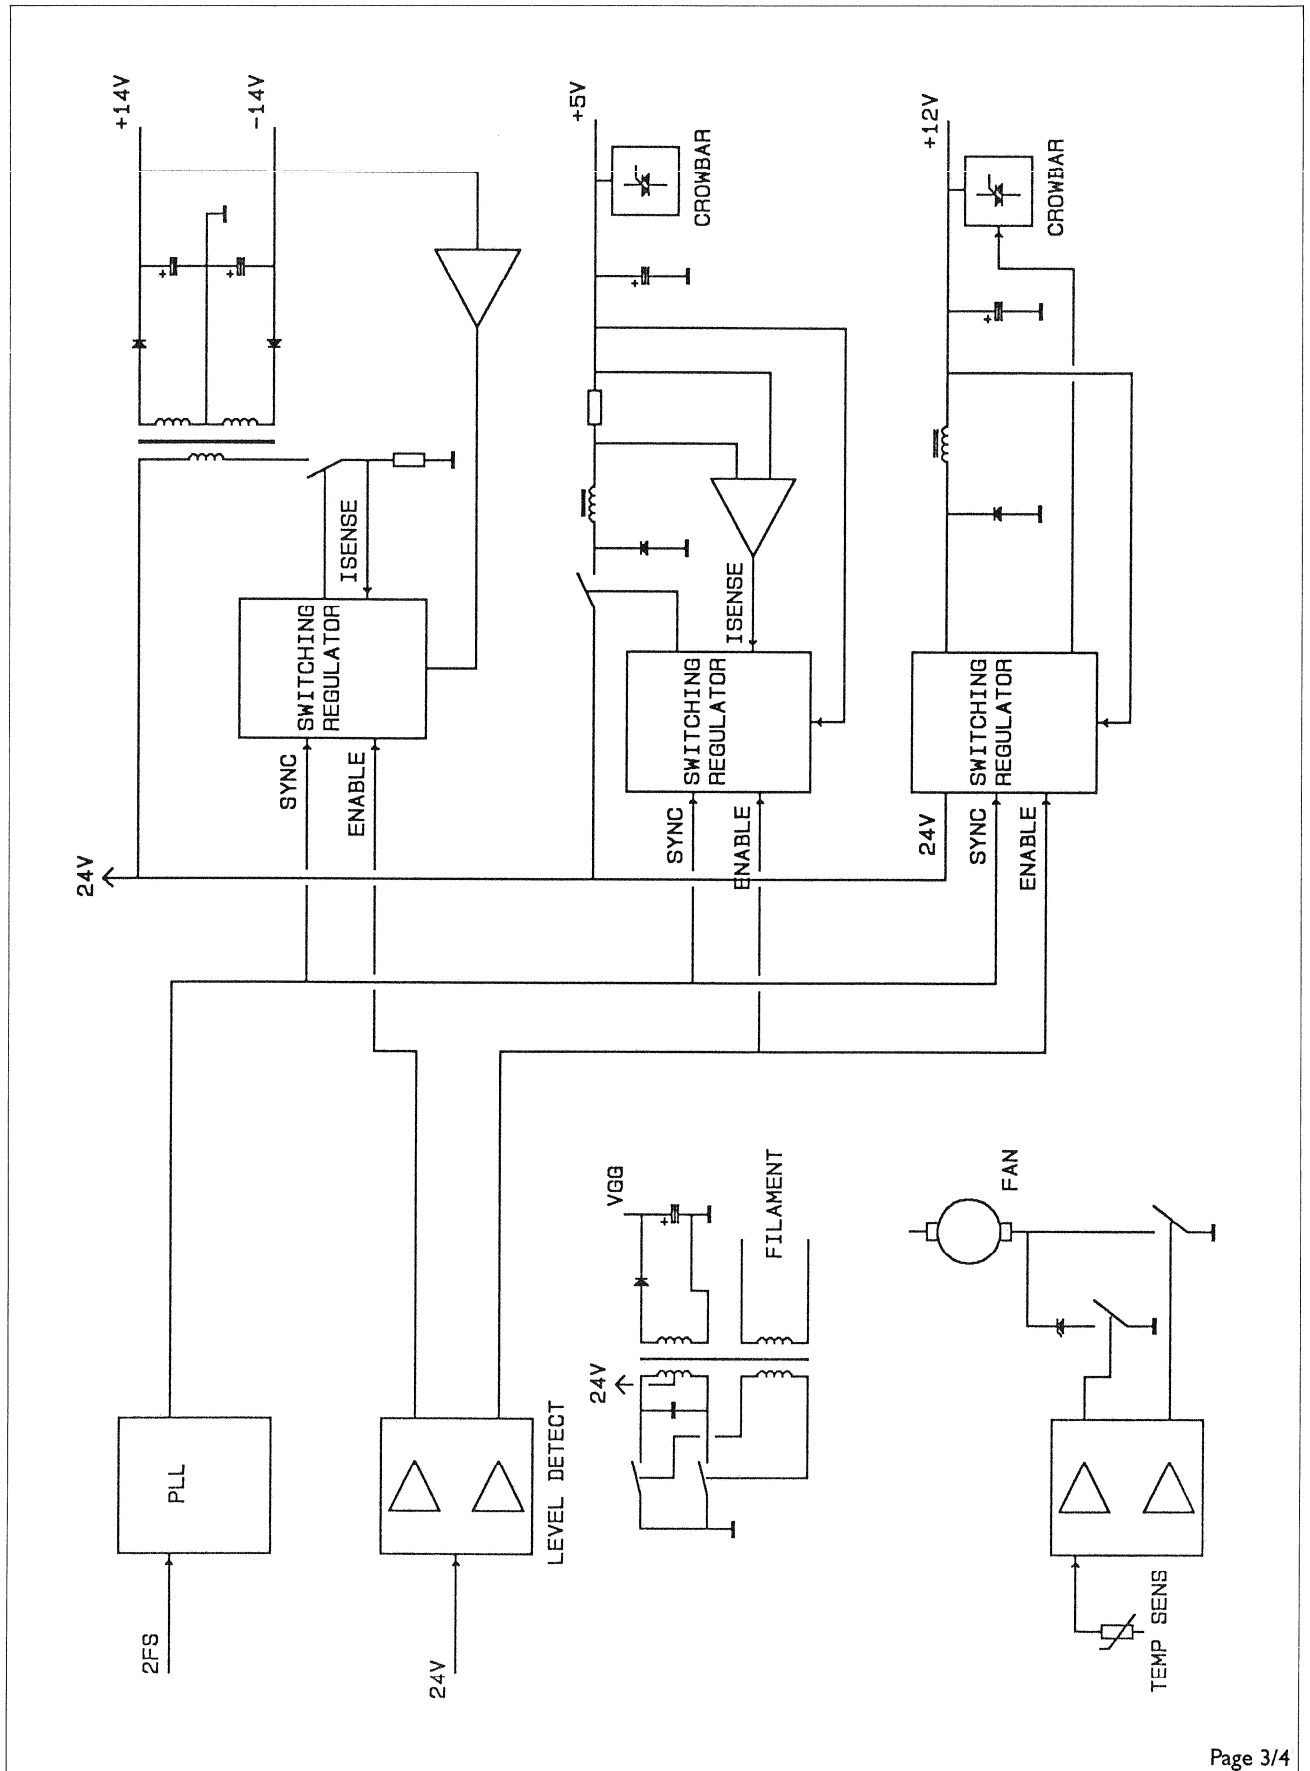 +14V
-14V
+5V
+12V
CROWBAR
CROWBAR
ISENSE
SWITCHING
REGULATOR
SYNC
ENABLE
24V
ISENSE
SWITCHING
REGULATOR
SYNC
ENABLE
SWITCHING
REGULATOR
24V
SYNC
ENABLE
VGG
FILAMENT
24V
FAN
PLL
2FS
LEVEL DETECT
24V
TEMP SENS
Page 3/4